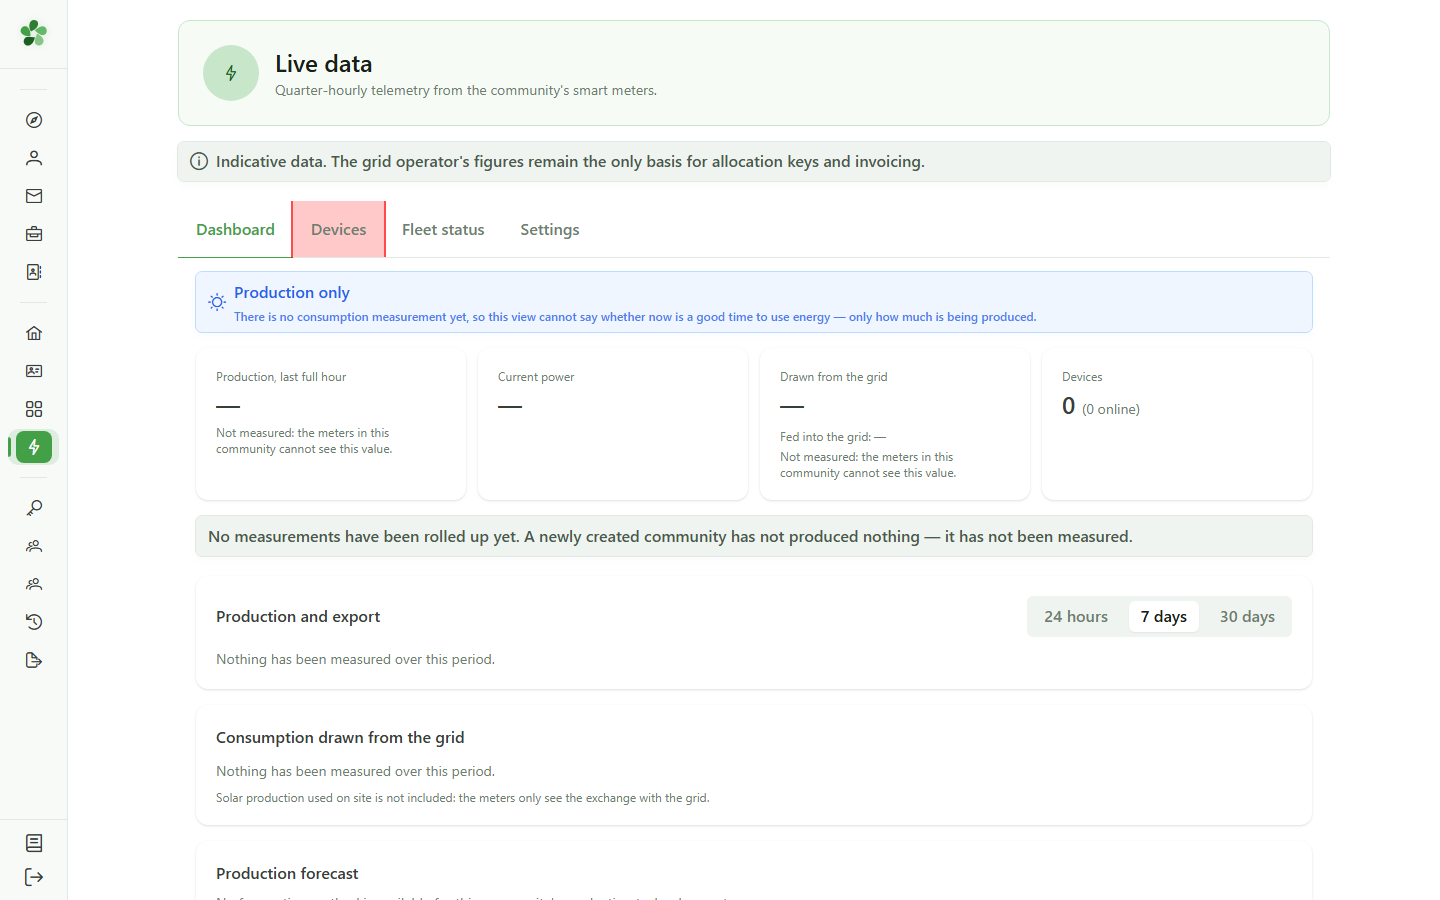 Live data
Quarter-hourly telemetry from the community's smart meters.
Indicative data. The grid operator's figures remain the only basis for allocation keys and invoicing.
Dashboard
Devices
Fleet status
Settings
Production only
There is no consumption measurement yet, so this view cannot say whether now is a good time to use energy — only how much is being produced.
Production, last full hour
—
Not measured: the meters in this
community cannot see this value.
Current power
—
Drawn from the grid
—
Fed into the grid: —
Not measured: the meters in this
community cannot see this value.
Devices
0 (0 online)
No measurements have been rolled up yet. A newly created community has not produced nothing — it has not been measured.
Production and export
24 hours
7 days
30 days
Nothing has been measured over this period.
Consumption drawn from the grid
Nothing has been measured over this period.
Solar production used on site is not included: the meters only see the exchange with the grid.
Production forecast